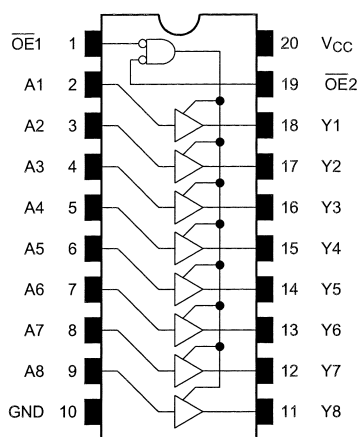 OE1 1 20 VCC
A1 2 19 OE2
A2 3 18 Y1
A3 4 17 Y2
A4 5 16 Y3
A5 6 15 Y4
A6 7 14 Y5
A7 8 13 Y6
A8 9 12 Y7
GND 10 11 Y8